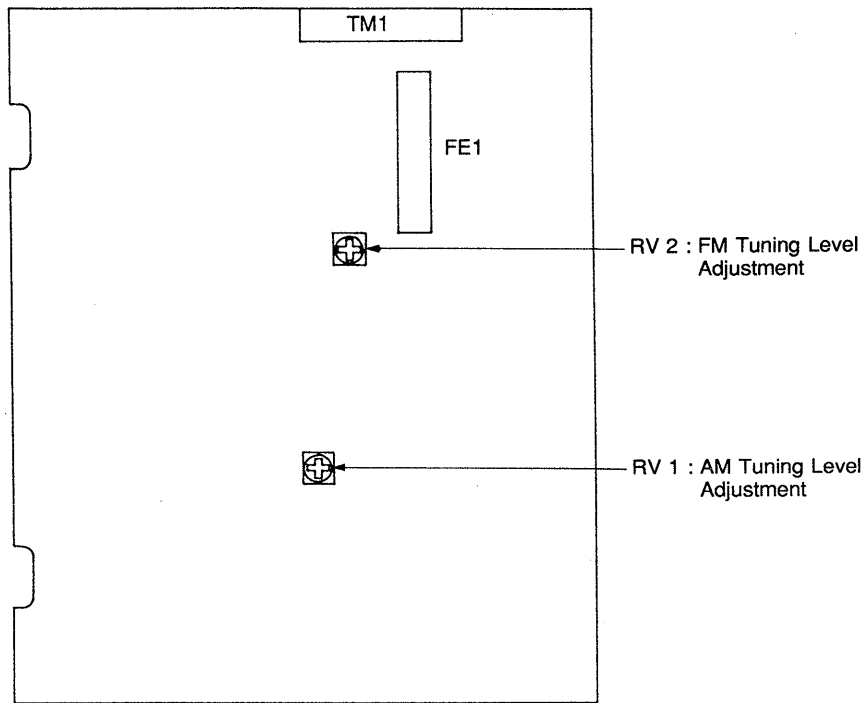 TM1
FE1
RV 2 : FM Tuning Level
Adjustment
RV 1 : AM Tuning Level
Adjustment